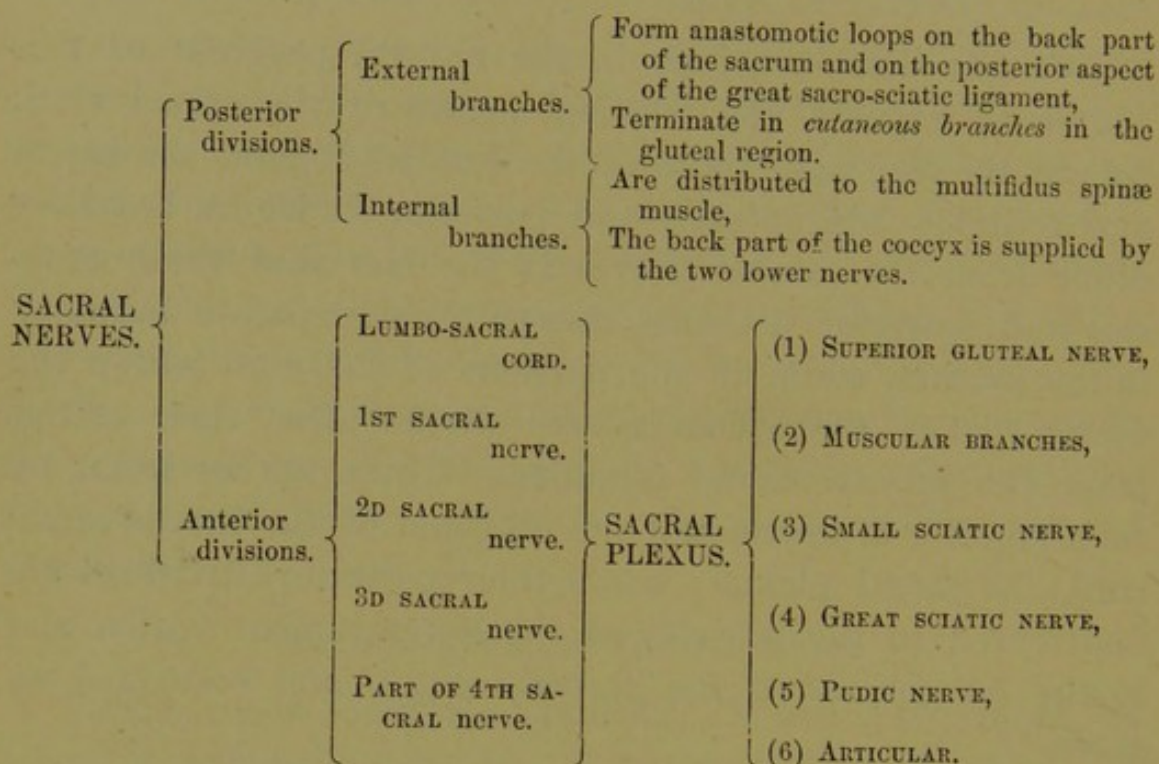 SACRAL
NERVES.
Posterior
divisions.
External
branches.
Form anastomotic loops on the back part
of the sacrum and on the posterior aspect
of the great sacro-sciatic ligament,
Terminate in cutaneous branches in the
gluteal region.
Internal
branches.
Are distributed to the multifidus spinæ
muscle,
The back part of the coccyx is supplied by
the two lower nerves.
Anterior
divisions.
LUMBO-SACRAL
CORD.
1ST SACRAL
nerve.
2D SACRAL
nerve.
3D SACRAL
nerve.
PART OF 4TH SA-
CRAL nerve.
SACRAL
PLEXUS.
(1) SUPERIOR GLUTEAL NERVE,
(2) MUSCULAR BRANCHES,
(3) SMALL SCIATIC NERVE,
(4) GREAT SCIATIC NERVE,
(5) PUDIC NERVE,
(6) ARTICULAR.